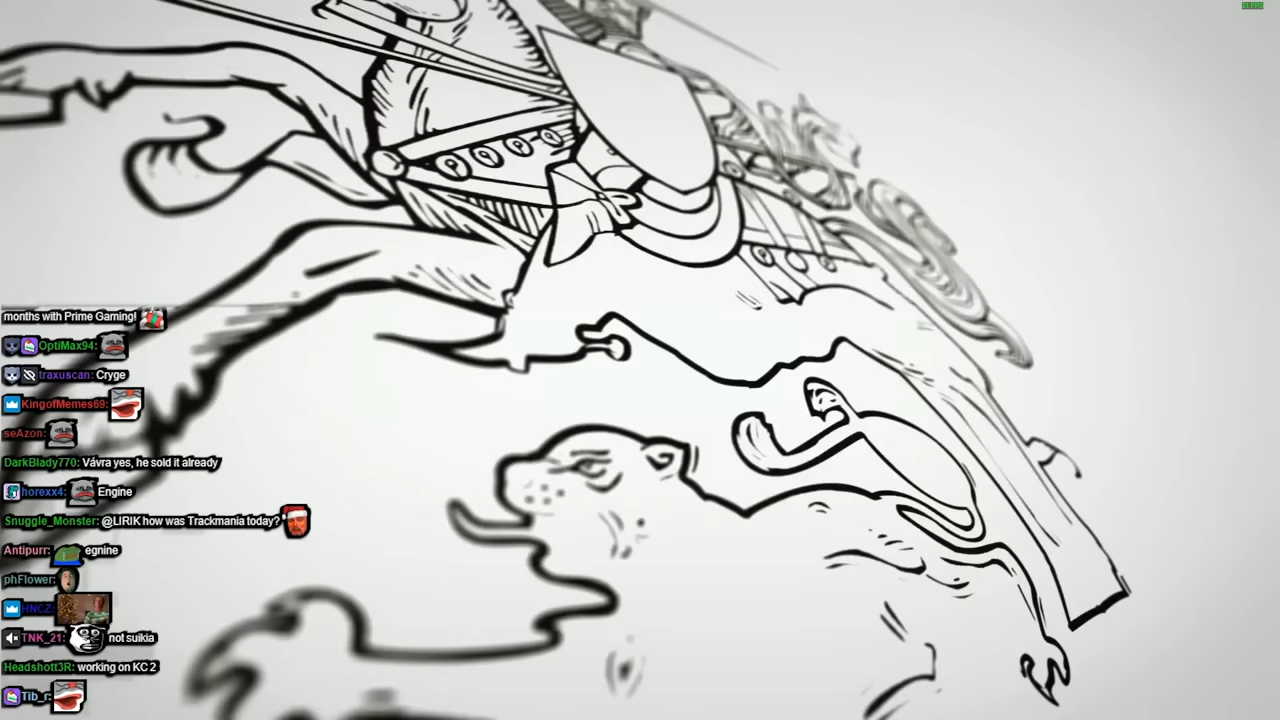 months with Prime Gaming!
OptiMax94:
traxuscan: Cryge
KingofMemes69:
seAzon:
DarkBlady770: Vávra yes, he sold it already
horexx4: Engine
Snuggle_Monster: @LIRIK how was Trackmania today?
Antipurr: egnine
phFlower:
HNCZ:
TNK_21: not suikia
Headshott3R: working on KC 2
Tib_r: